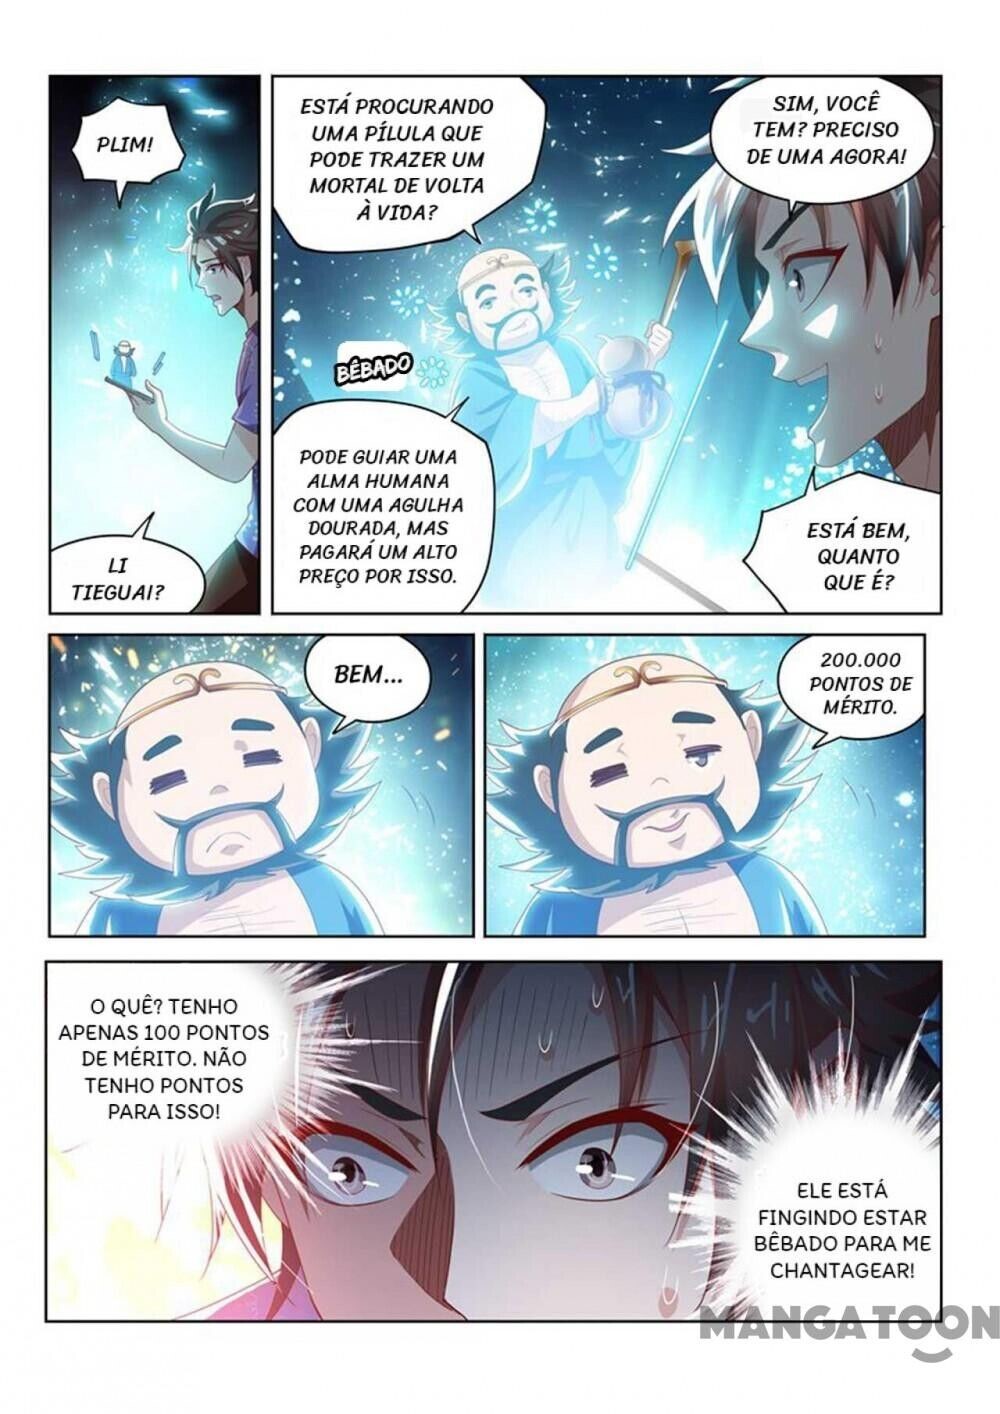 PLIM!
LI
TIEGUAI?
ESTÁ PROCURANDO
UMA PÍLULA QUE
PODE TRAZER UM
MORTAL DE VOLTA
À VIDA?
SIM, VOCÊ
TEM? PRECISO
DE UMA AGORA!
BÊBADO
PODE GUIAR UMA
ALMA HUMANA
COM UMA AGULHA
DOURADA, MAS
PAGARÁ UM ALTO
PREÇO POR ISSO.
ESTÁ BEM,
QUANTO
QUE É?
BEM...
200.000
PONTOS DE
MÉRITO.
O QUÊ? TENHO
APENAS 100 PONTOS
DE MÉRITO. NÃO
TENHO PONTOS
PARA ISSO!
ELE ESTÁ
FINGINDO ESTAR
BÊBADO PARA ME
CHANTAGEAR!
MANGATOON